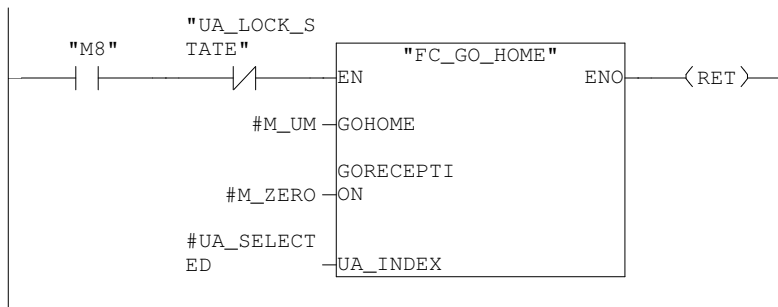 "UA_LOCK_S
"M8"
TATE"
"FC_GO_HOME"
EN
ENO
RET
#M_UM
GOHOME
GORECEPTI
#M_ZERO
ON
#UA_SELECT
ED
UA_INDEX